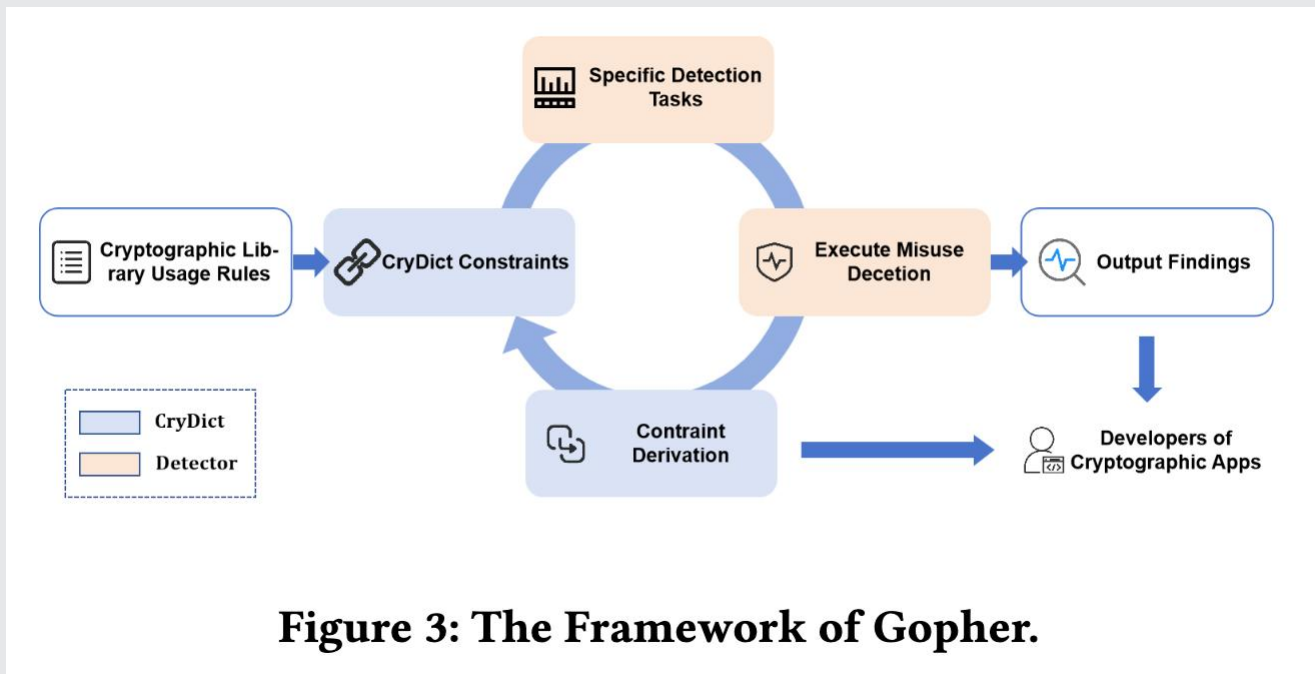 Specific Detection
Tasks
Cryptographic Lib-
rary Usage Rules
CryDict Constraints
Execute Misuse
Decetion
Output Findings
Contraint
Derivation
Developers of
Cryptographic Apps
CryDict
Detector
Figure 3: The Framework of Gopher.